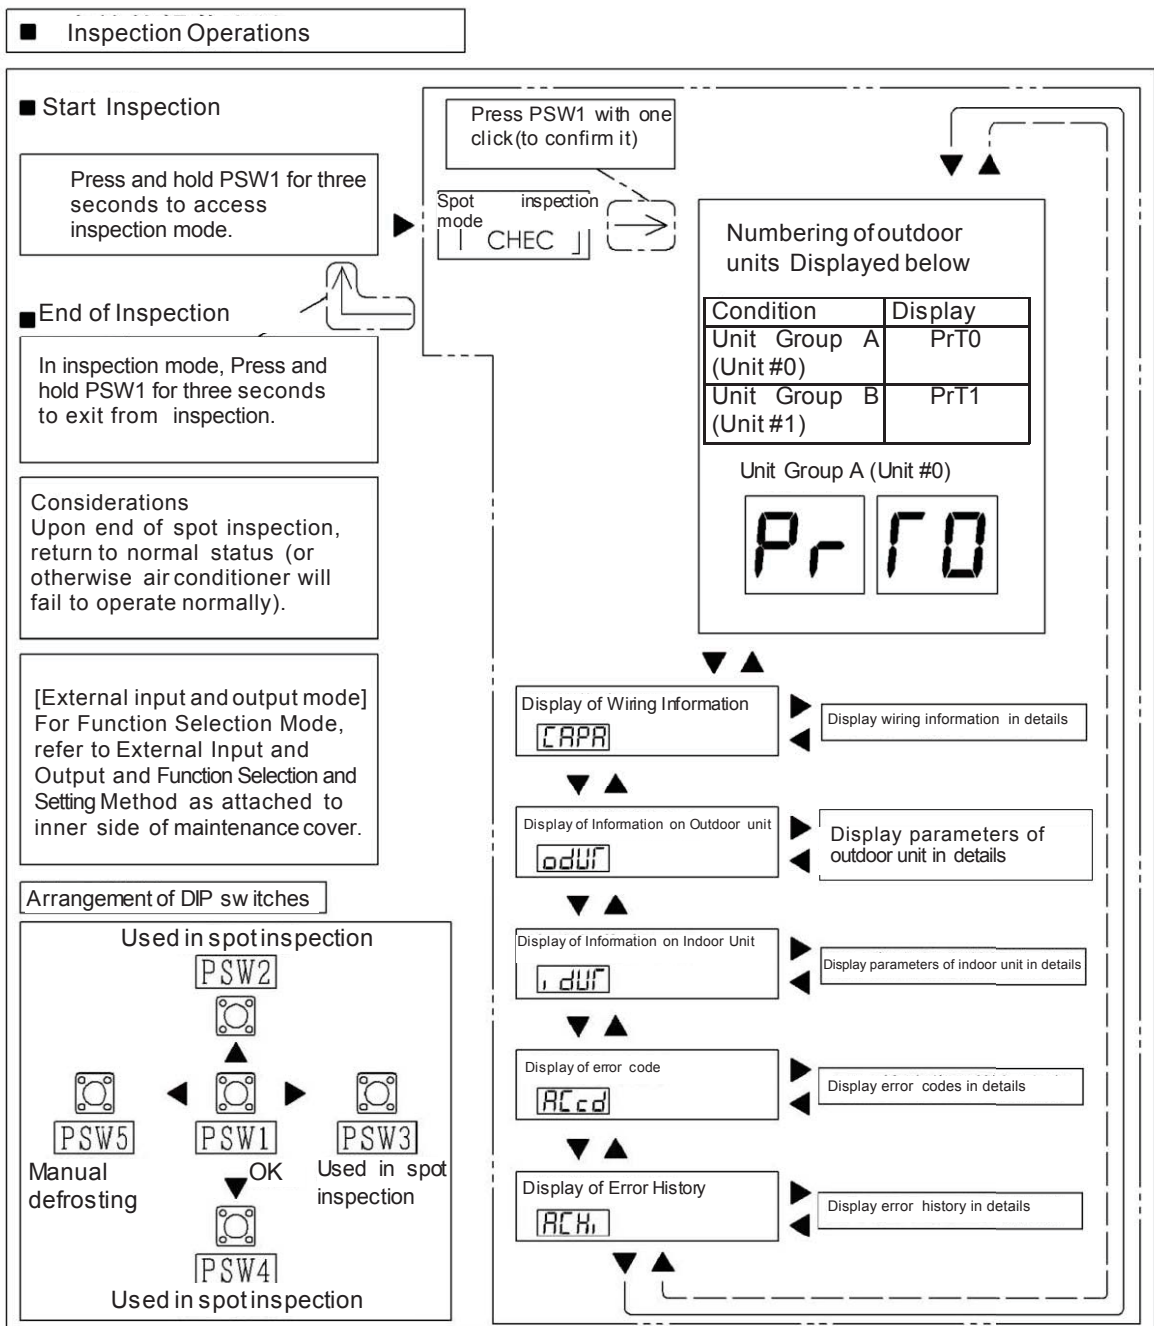 ■ Inspection Operations
■ Start Inspection
Press and hold PSW1 for three
seconds to access
inspection mode.
■ End of Inspection
In inspection mode, Press and
hold PSW1 for three seconds
to exit from inspection.
Considerations
Upon end of spot inspection,
return to normal status (or
otherwise air conditioner will
fail to operate normally).
[External input and output mode]
For Function Selection Mode,
refer to External Input and
Output and Function Selection and
Setting Method as attached to
inner side of maintenance cover.
Arrangement of DIP switches
Used in spot inspection
PSW2
PSW5 PSW1 PSW3
Manual
defrosting
OK
Used in spot
inspection
PSW4
Used in spot inspection
Press PSW1 with one
click(to confirm it)
Spot inspection
mode
CHEC
Numbering of outdoor
units Displayed below
Condition Display
Unit Group A PrT0
(Unit #0)
Unit Group B PrT1
(Unit #1)
Unit Group A (Unit #0)
Pr T0
Display of Wiring Information
CAPA
Display wiring information in details
Display of Information on Outdoor unit
odUT
Display parameters of
outdoor unit in details
Display of Information on Indoor Unit
idUT
Display parameters of indoor unit in details
Display of error code
ACcd
Display error codes in details
Display of Error History
ACHi
Display error history in details